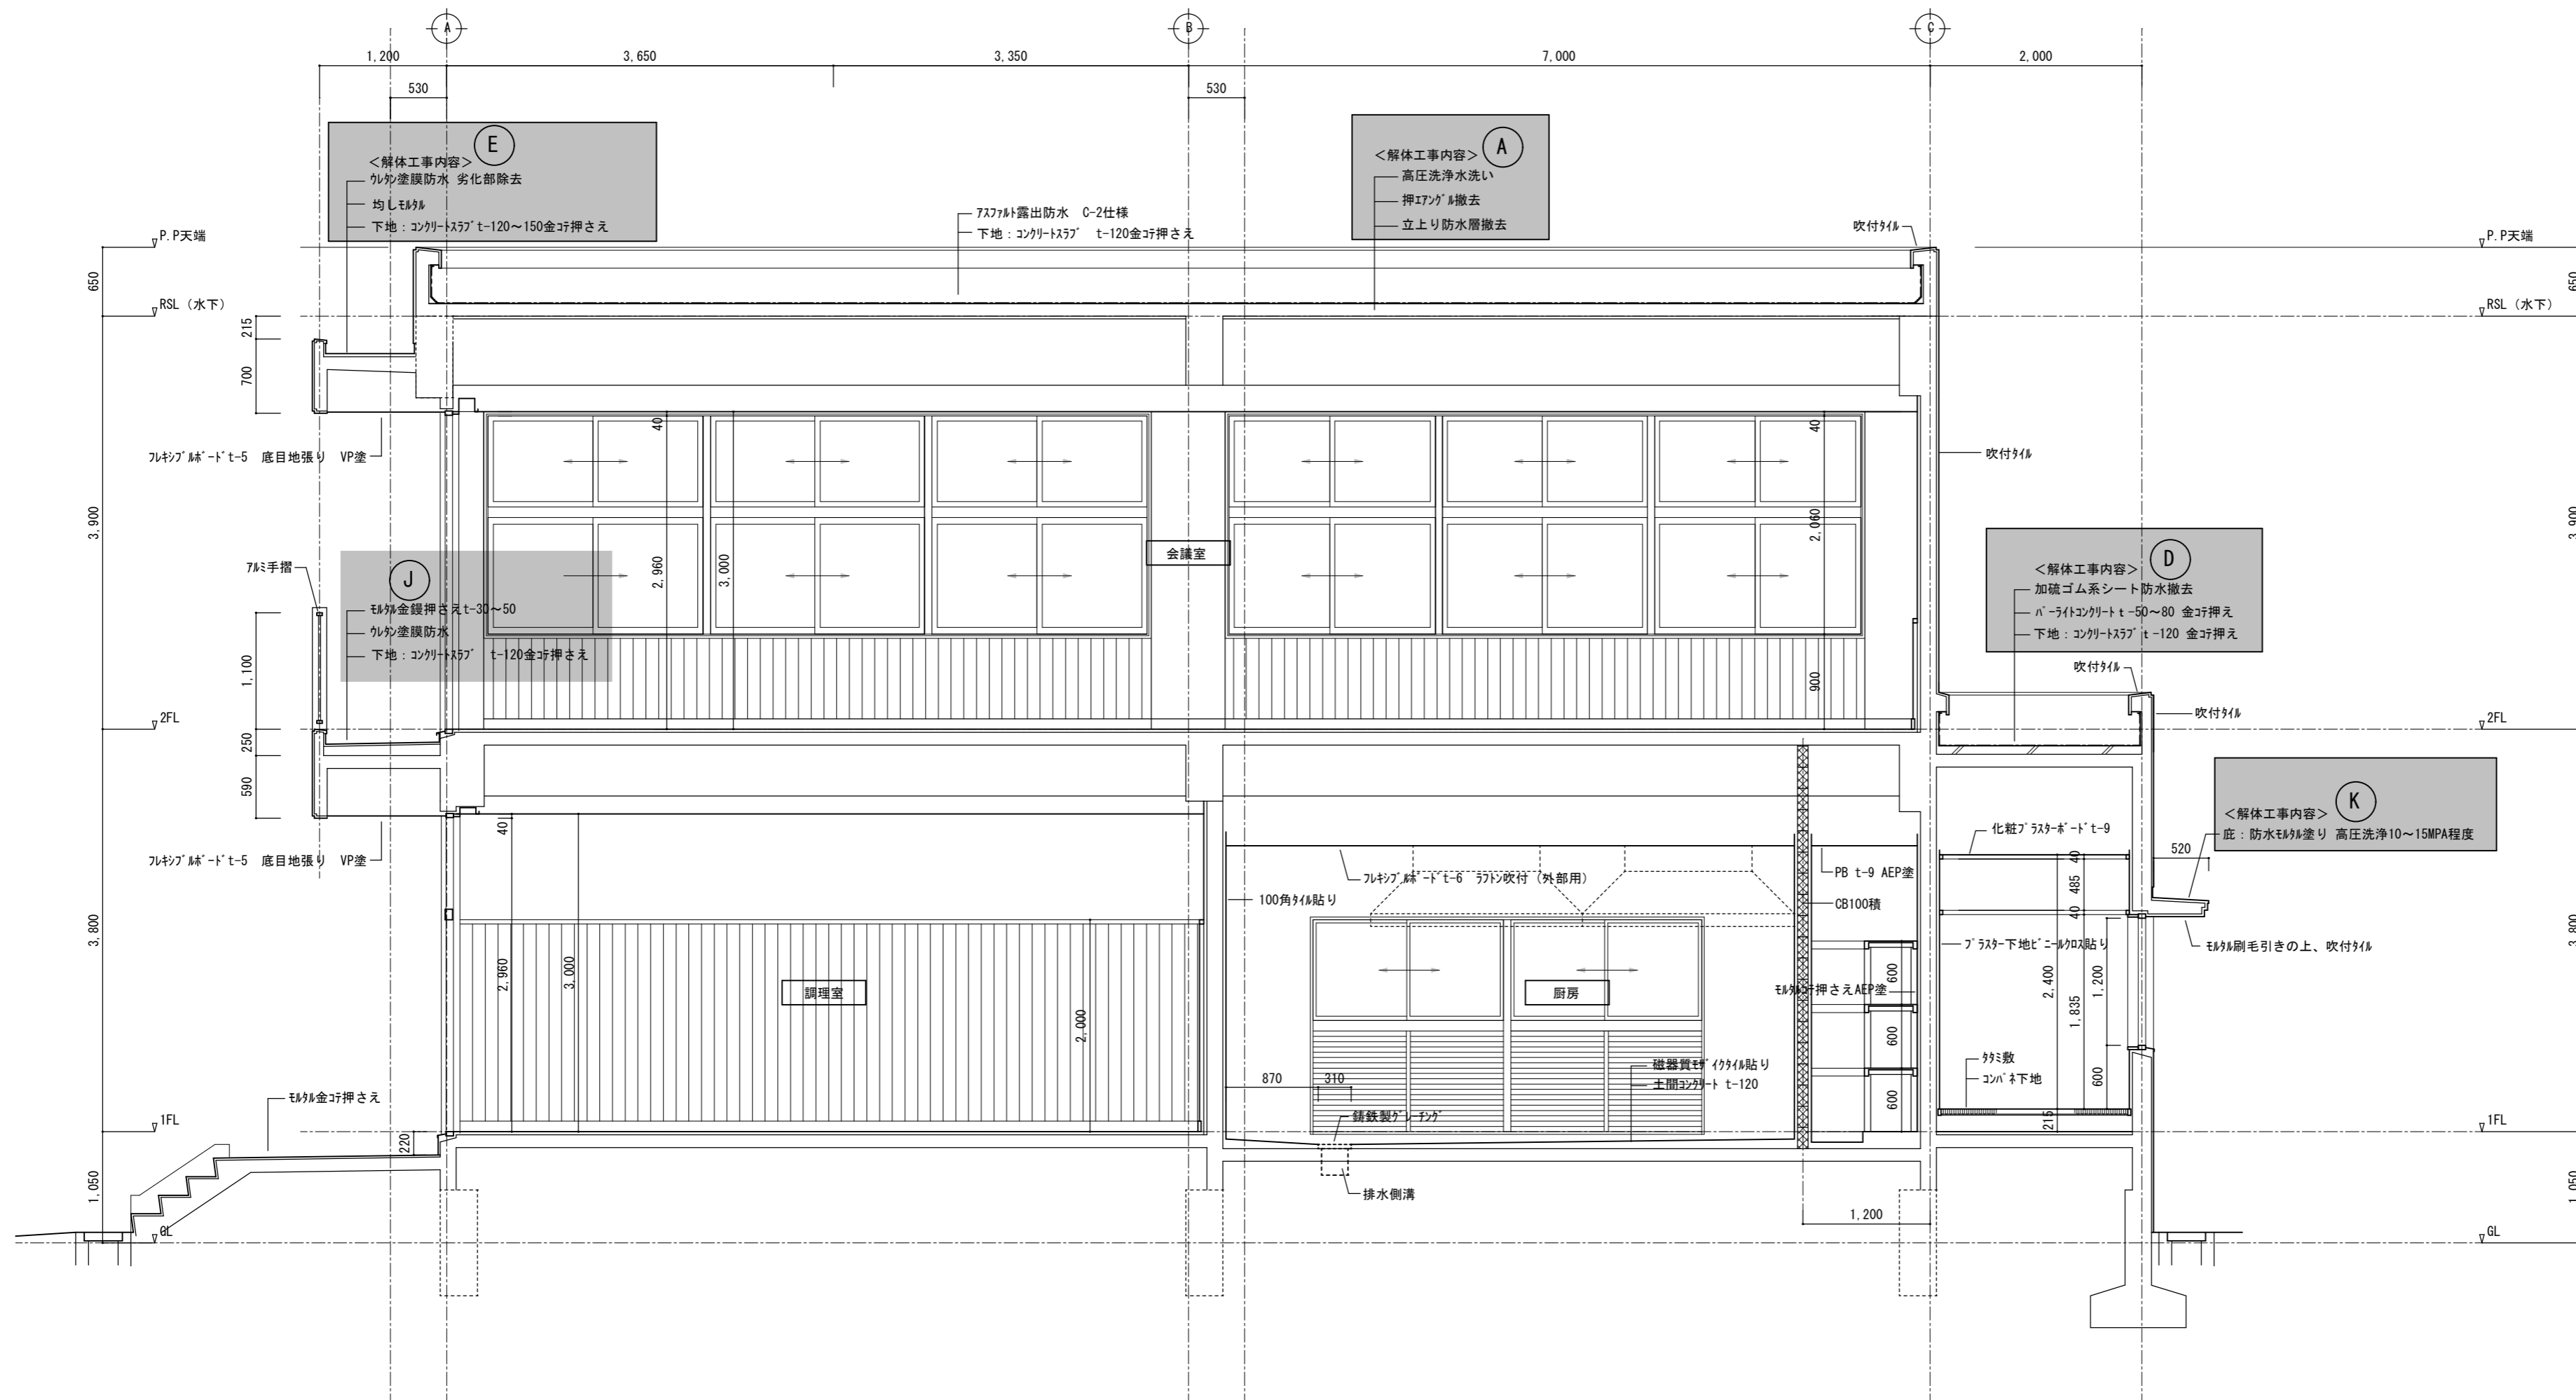 A
B
C
1,200
3,650
3,350
7,000
2,000
530
530
E
<解体工事内容>
ｳﾚﾀﾝ塗膜防水 劣化部除去
均しﾓﾙﾀﾙ
下地：ｺﾝｸﾘｰﾄｽﾗﾌﾞt-120～150金ｺﾃ押さえ
A
<解体工事内容>
高圧洗浄水洗い
押ｴｱﾝｸﾞﾙ撤去
立上り防水層撤去
ｱｽﾌｧﾙﾄ露出防水 C-2仕様
下地：ｺﾝｸﾘｰﾄｽﾗﾌﾞ t-120金ｺﾃ押さえ
吹付ﾀｲﾙ
P.P天端
P.P天端
650
650
RSL（水下）
RSL（水下）
215
700
ﾌﾚｷｼﾌﾞﾙﾎﾞｰﾄﾞt-5 底目地張り VP塗
40
40
吹付ﾀｲﾙ
3,900
3,900
2,060
会議室
2,960
3,000
D
<解体工事内容>
加硫ゴム系シート防水撤去
ﾊﾟｰﾗｲﾄｺﾝｸﾘｰﾄｔ-50～80 金ｺﾃ押え
下地：ｺﾝｸﾘｰﾄｽﾗﾌﾞｔ-120 金ｺﾃ押え
ｱﾙﾐ手摺
J
ﾓﾙﾀﾙ金鏝押さえt-30～50
ｳﾚﾀﾝ塗膜防水
下地：ｺﾝｸﾘｰﾄｽﾗﾌﾞ t-120金ｺﾃ押さえ
1,100
900
吹付ﾀｲﾙ
吹付ﾀｲﾙ
2FL
2FL
250
590
K
<解体工事内容>
庇：防水ﾓﾙﾀﾙ塗り 高圧洗浄10～15MPA程度
520
40
ﾌﾚｷｼﾌﾞﾙﾎﾞｰﾄﾞt-5 底目地張り VP塗
化粧ﾌﾟﾗｽﾀｰﾎﾞｰﾄﾞt-9
40
485
40
ﾌﾚｷｼﾌﾞﾙﾎﾞｰﾄﾞt-6 ﾗﾌﾄﾝ吹付（外部用）
PB t-9 AEP塗
100角ﾀｲﾙ貼り
CB100積
3,800
3,800
ﾌﾟﾗｽﾀｰ下地ﾋﾞﾆｰﾙｸﾛｽ貼り
ﾓﾙﾀﾙ刷毛引きの上、吹付ﾀｲﾙ
2,960
3,000
調理室
厨房
600
2,400
1,200
ﾓﾙﾀﾙｺﾃ押さえAEP塗
1,835
2,000
600
磁器質ﾓｻﾞｲｸﾀｲﾙ貼り
土間ｺﾝｸﾘｰﾄ t-120
ﾀﾀﾐ敷
ｺﾝﾊﾟﾈ下地
870
310
600
600
ﾓﾙﾀﾙ金ｺﾃ押さえ
鋳鉄製ｸﾞﾚｰﾁﾝｸﾞ
215
1FL
1FL
220
1,050
1,050
排水側溝
1,200
GL
GL